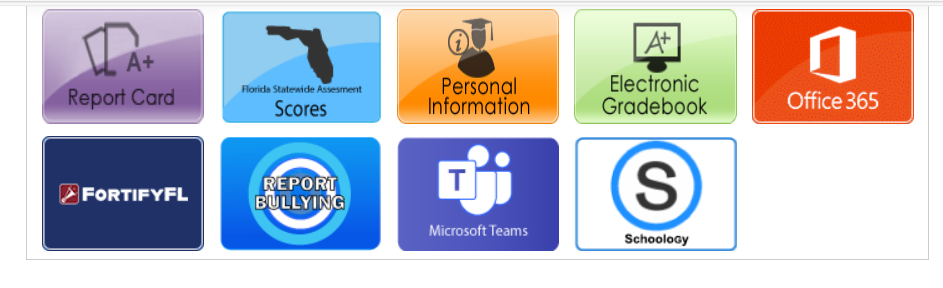 A+
Report Card
Florida Statewide Assesment
Scores
i
Personal
Information
A+
Electronic
Gradebook
Office 365
FORTIFYFL
REPORT
BULLYING
T
Microsoft Teams
S
Schoology